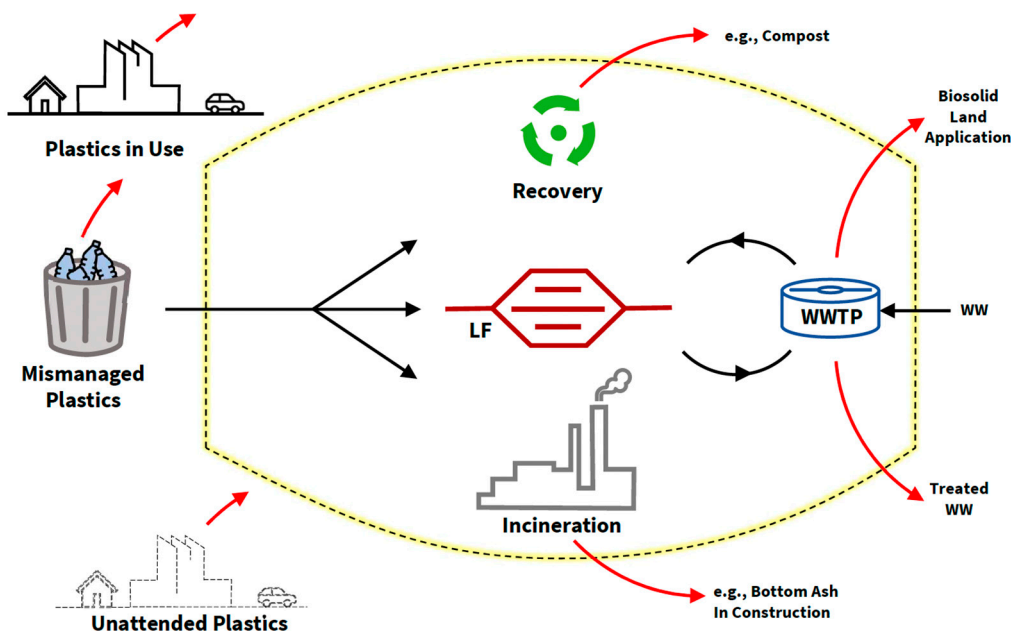 e.g., Compost
Plastics in Use
Biosolid
Land
Application
Recovery
Mismanaged
Plastics
LF
WWTP
WW
Incineration
Treated
WW
Unattended Plastics
e.g., Bottom Ash
In Construction